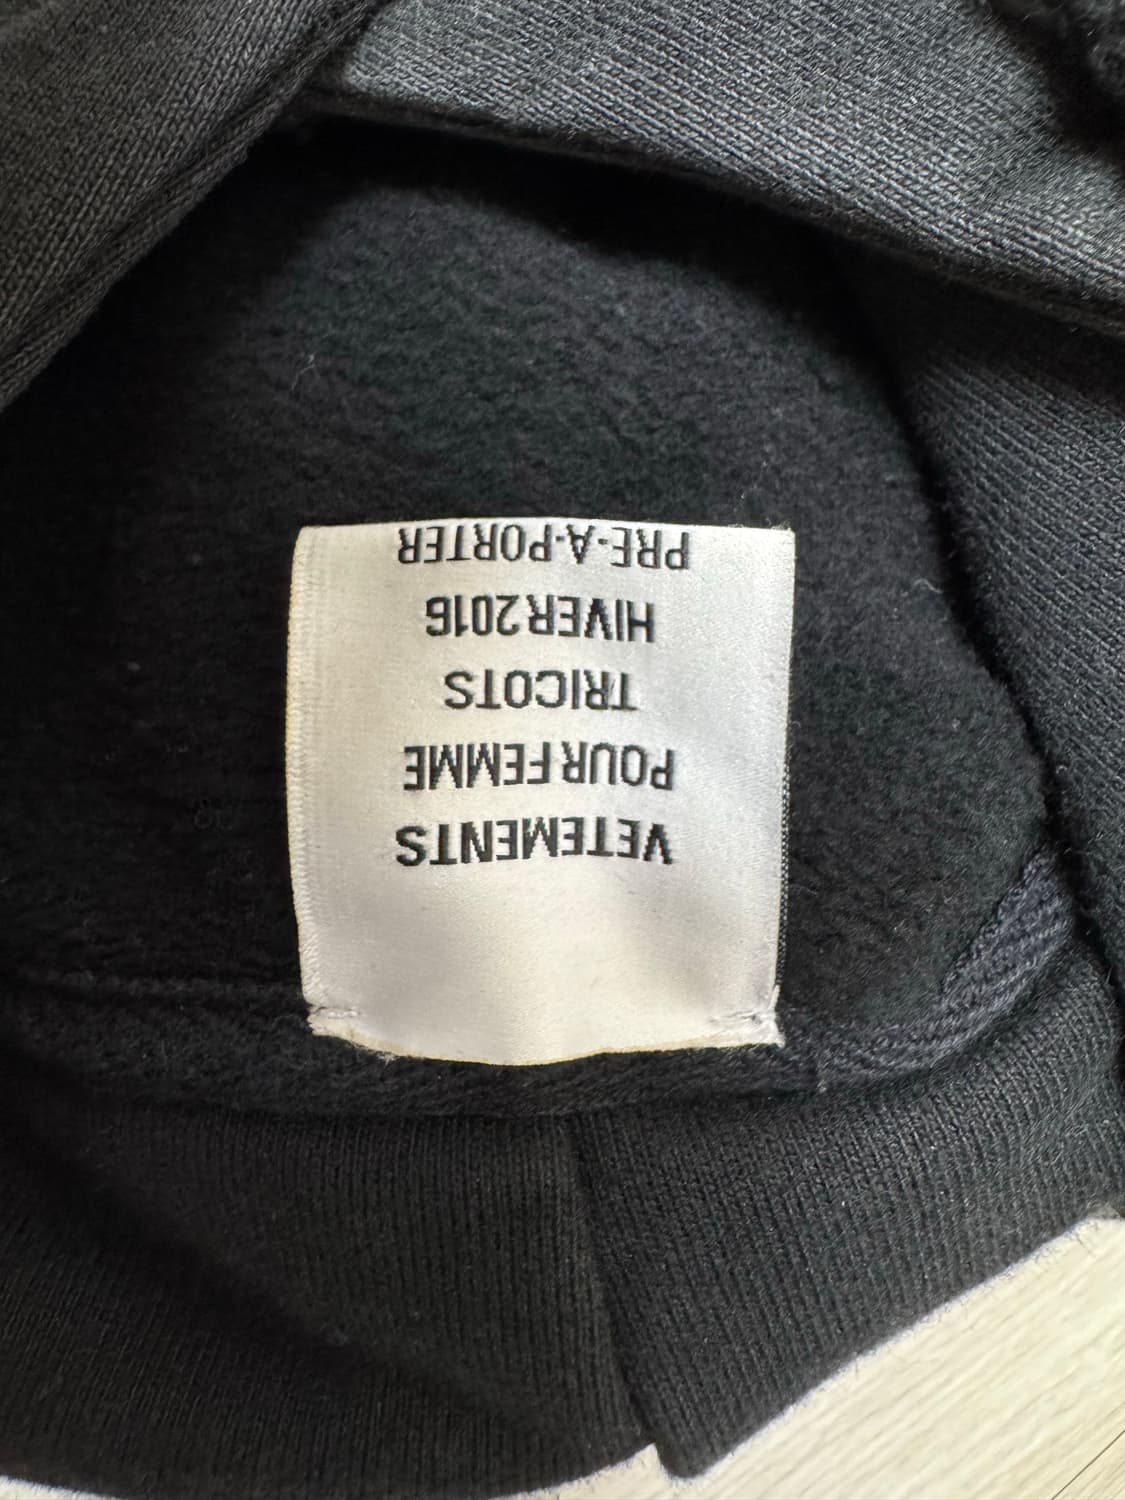 VETEMENTS
POUR FEMME
TRICOTS
HIVER 2016
PRE-A-PORTER